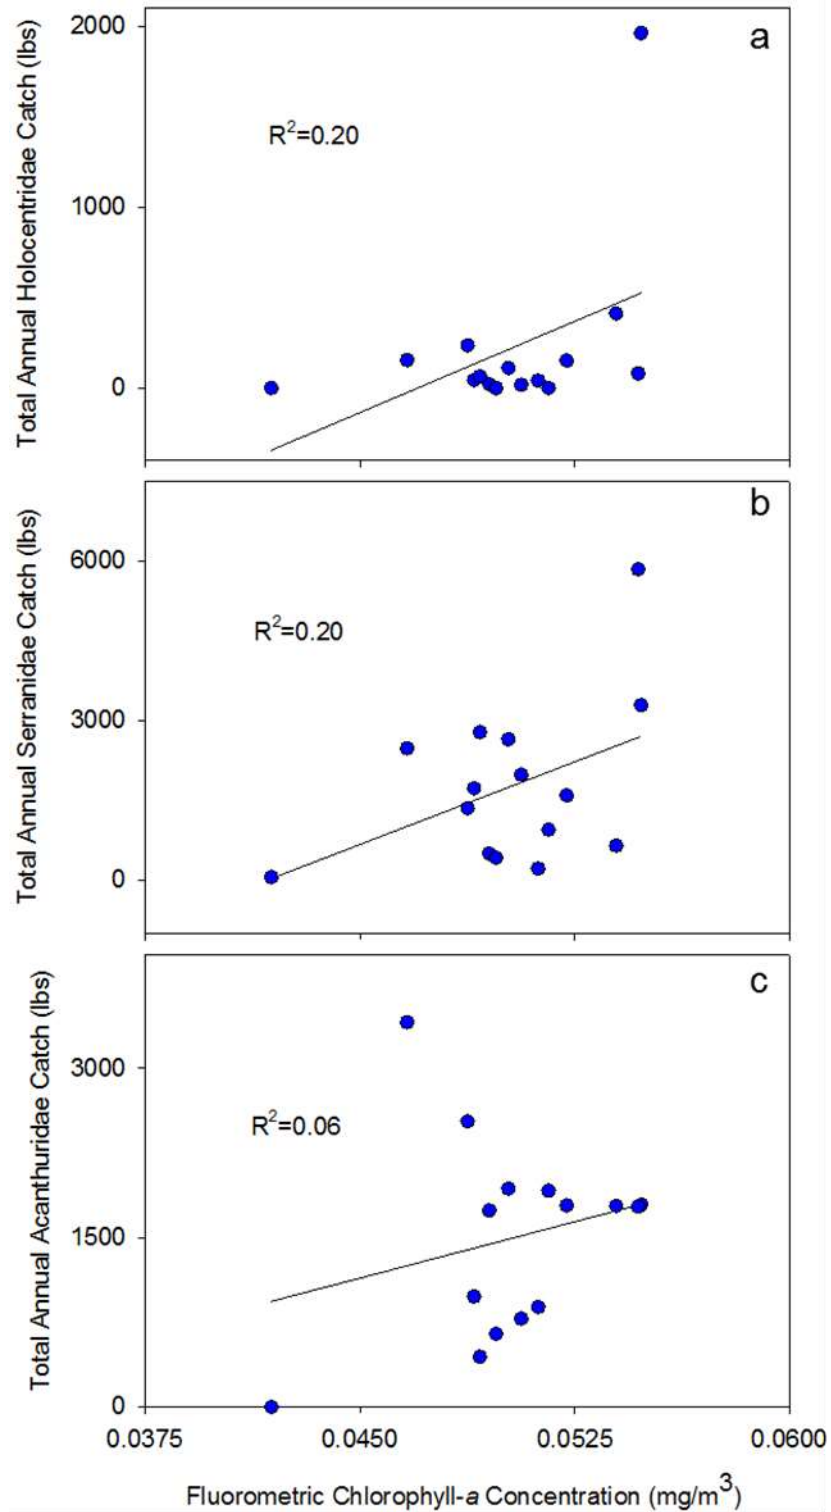 Total Annual Holocentridae Catch (lbs)
2000
1000
0
a
R²=0.20
Total Annual Serranidae Catch (lbs)
6000
3000
0
b
R²=0.20
Total Annual Acanthuridae Catch (lbs)
3000
1500
0
c
R²=0.06
0.0375 0.0450 0.0525 0.0600
Fluorometric Chlorophyll-a Concentration (mg/m³)